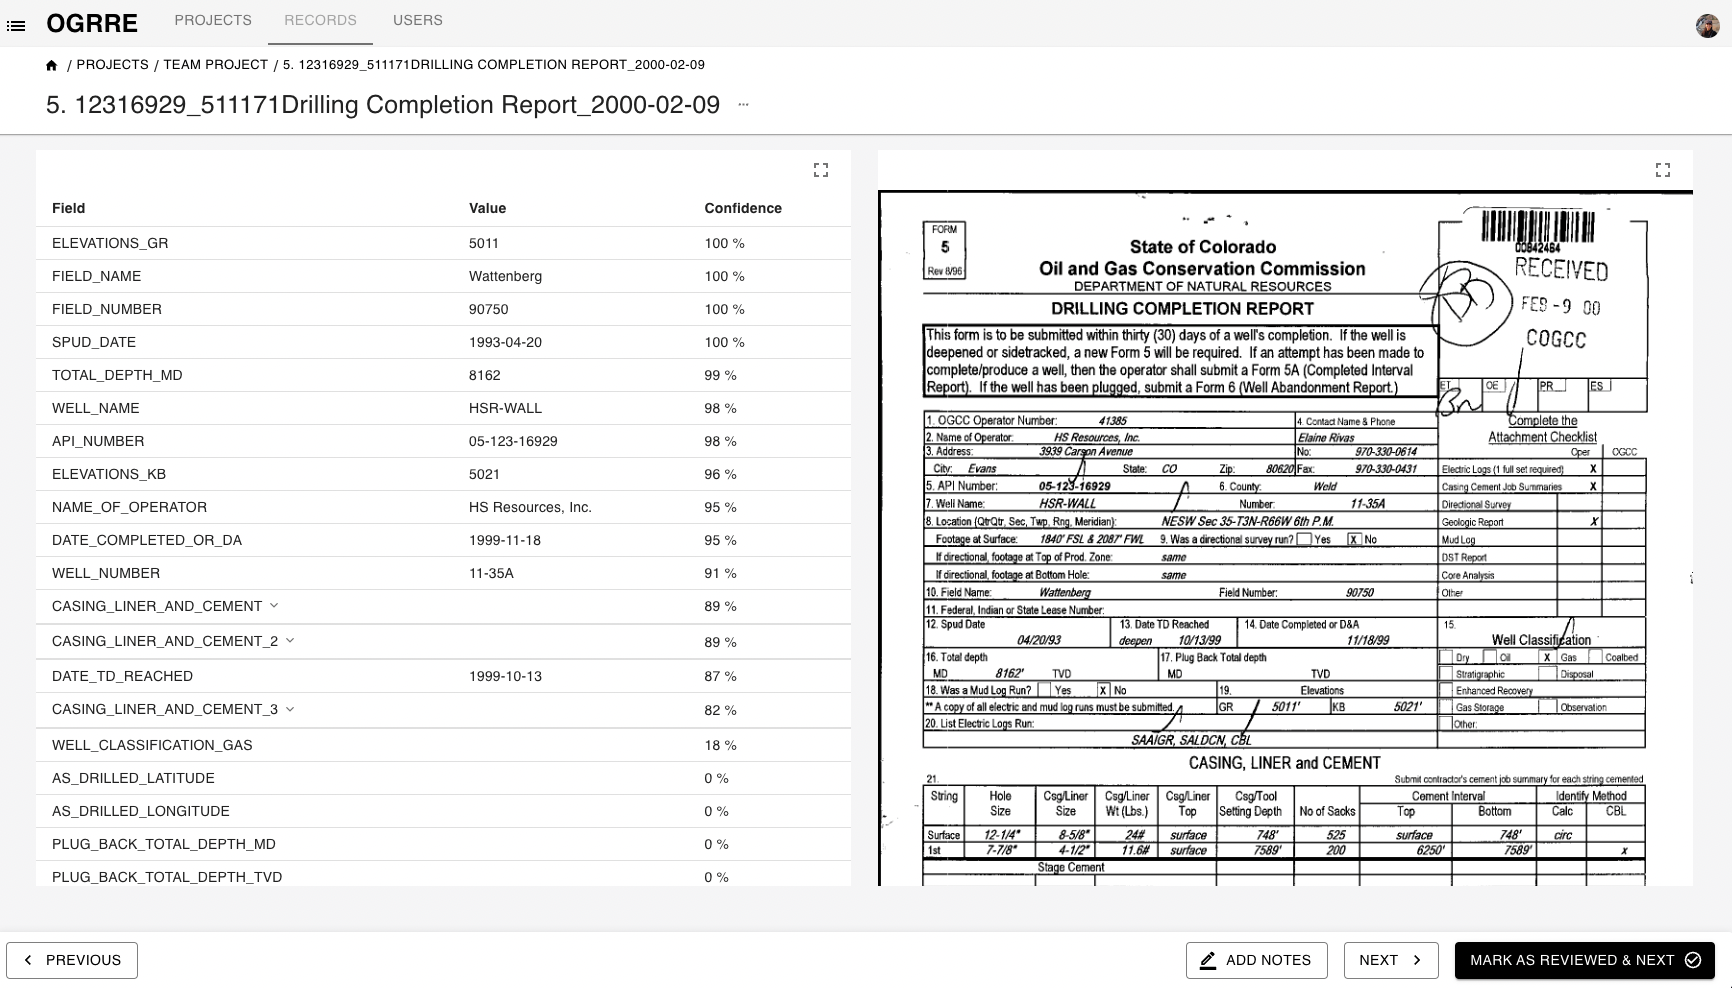 OGRRE PROJECTS RECORDS USERS
/ PROJECTS / TEAM PROJECT / 5. 12316929_511171DRILLING COMPLETION REPORT_2000-02-09
5. 12316929_511171Drilling Completion Report_2000-02-09 ...
Field Value Confidence
ELEVATIONS_GR 5011 100 %
FIELD_NAME Wattenberg 100 %
FIELD_NUMBER 90750 100 %
SPUD_DATE 1993-04-20 100 %
TOTAL_DEPTH_MD 8162 99 %
WELL_NAME HSR-WALL 98 %
API_NUMBER 05-123-16929 98 %
ELEVATIONS_KB 5021 96 %
NAME_OF_OPERATOR HS Resources, Inc. 95 %
DATE_COMPLETED_OR_DA 1999-11-18 95 %
WELL_NUMBER 11-35A 91 %
CASING_LINER_AND_CEMENT 89 %
CASING_LINER_AND_CEMENT_2 89 %
DATE_TD_REACHED 1999-10-13 87 %
CASING_LINER_AND_CEMENT_3 82 %
WELL_CLASSIFICATION_GAS 18 %
AS_DRILLED_LATITUDE 0 %
AS_DRILLED_LONGITUDE 0 %
PLUG_BACK_TOTAL_DEPTH_MD 0 %
PLUG_BACK_TOTAL_DEPTH_TVD 0 %
FORM
5
Rev 8/96
State of Colorado
Oil and Gas Conservation Commission
DEPARTMENT OF NATURAL RESOURCES
DRILLING COMPLETION REPORT
00842464
RECEIVED
FEB -9 00
COGCC
This form is to be submitted within thirty (30) days of a well's completion. If the well is
deepened or sidetracked, a new Form 5 will be required. If an attempt has been made to
complete/produce a well, then the operator shall submit a Form 5A (Completed Interval
Report). If the well has been plugged, submit a Form 6 (Well Abandonment Report.)
ET OE PR ES
Complete the
Attachment Checklist
Oper OGCC
1. OGCC Operator Number: 41385 4. Contact Name & Phone
2. Name of Operator: HS Resources, Inc. Elaine Rivas
3. Address: 3939 Carson Avenue No: 970-330-0614
City: Evans State: CO Zip: 80620 Fax: 970-330-0431 Electric Logs (1 full set required) X
5. API Number: 05-123-16929 6. County: Weld Casing Cement Job Summaries X
7. Well Name: HSR-WALL Number: 11-35A Directional Survey
8. Location (QtrQtr, Sec, Twp, Rng, Meridian): NESW Sec 35-T3N-R66W 6th P.M. Geologic Report X
Footage at Surface: 1840' FSL & 2087' FWL 9. Was a directional survey run? Yes X No Mud Log
If directional, footage at Top of Prod. Zone: same DST Report
If directional, footage at Bottom Hole: same Core Analysis
10. Field Name: Wattenberg Field Number: 90750 Other
11. Federal, Indian or State Lease Number:
12. Spud Date 13. Date TD Reached 14. Date Completed or D&A 15.
04/20/93 deepen 10/13/99 11/18/99 Well Classification
16. Total depth 17. Plug Back Total depth Dry Oil X Gas Coalbed
MD 8162' TVD MD TVD Stratigraphic Disposal
18. Was a Mud Log Run? Yes X No 19. Elevations Enhanced Recovery
** A copy of all electric and mud log runs must be submitted. GR 5011' KB 5021' Gas Storage Observation
20. List Electric Logs Run: Other:
SAAIGR, SALDCN, CBL
CASING, LINER and CEMENT
21. Submit contractor's cement job summary for each string cemented
String Hole Csg/Liner Csg/Liner Csg/Liner Csg/Tool Cement Interval Identify Method
Size Size Wt (Lbs.) Top Setting Depth No of Sacks Top Bottom Calc CBL
Surface 12-1/4" 8-5/8" 24# surface 748' 525 surface 748' circ
1st 7-7/8" 4-1/2" 11.6# surface 7589' 200 6250' 7589' x
Stage Cement
PREVIOUS ADD NOTES NEXT MARK AS REVIEWED & NEXT